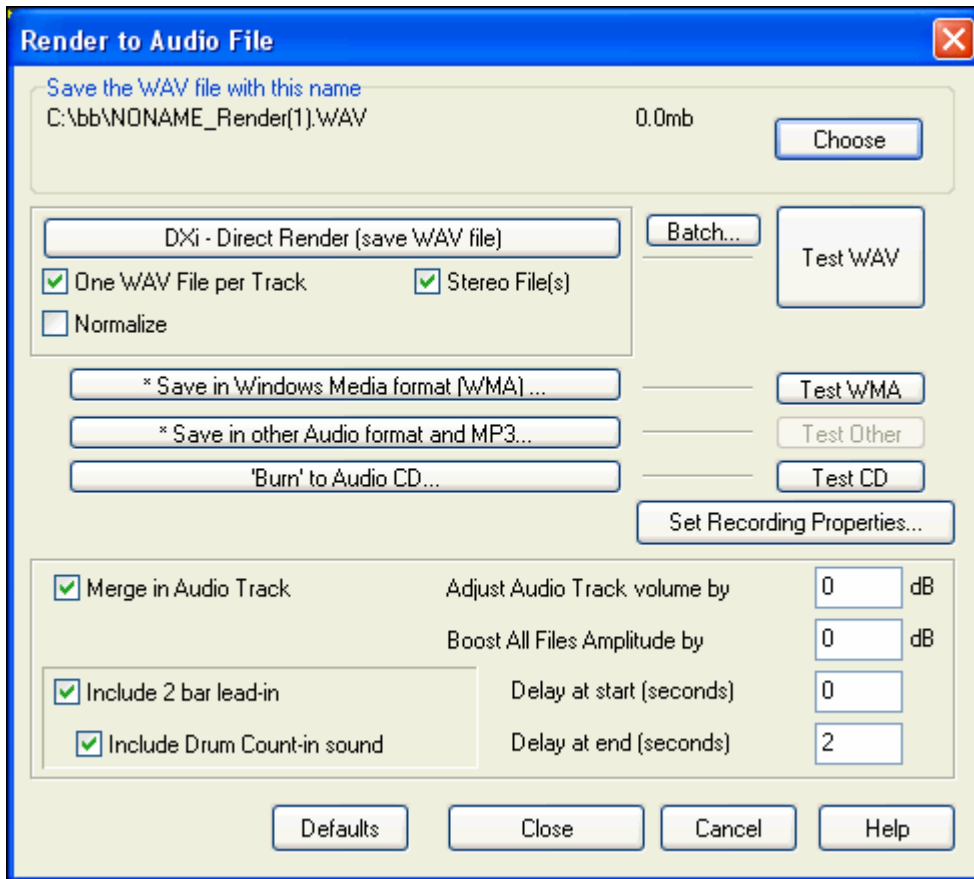 Render to Audio File
Save the WAV file with this name
C:\bb\NONAME_Render(1).WAV 0.0mb
Choose
DXi - Direct Render (save WAV file) Batch... Test WAV
One WAV File per Track Stereo File(s)
Normalize
* Save in Windows Media format (WMA) ... Test WMA
* Save in other Audio format and MP3... Test Other
'Burn' to Audio CD... Test CD
Set Recording Properties...
Merge in Audio Track Adjust Audio Track volume by 0 dB
Boost All Files Amplitude by 0 dB
Include 2 bar lead-in Delay at start (seconds) 0
Include Drum Count-in sound Delay at end (seconds) 2
Defaults Close Cancel Help